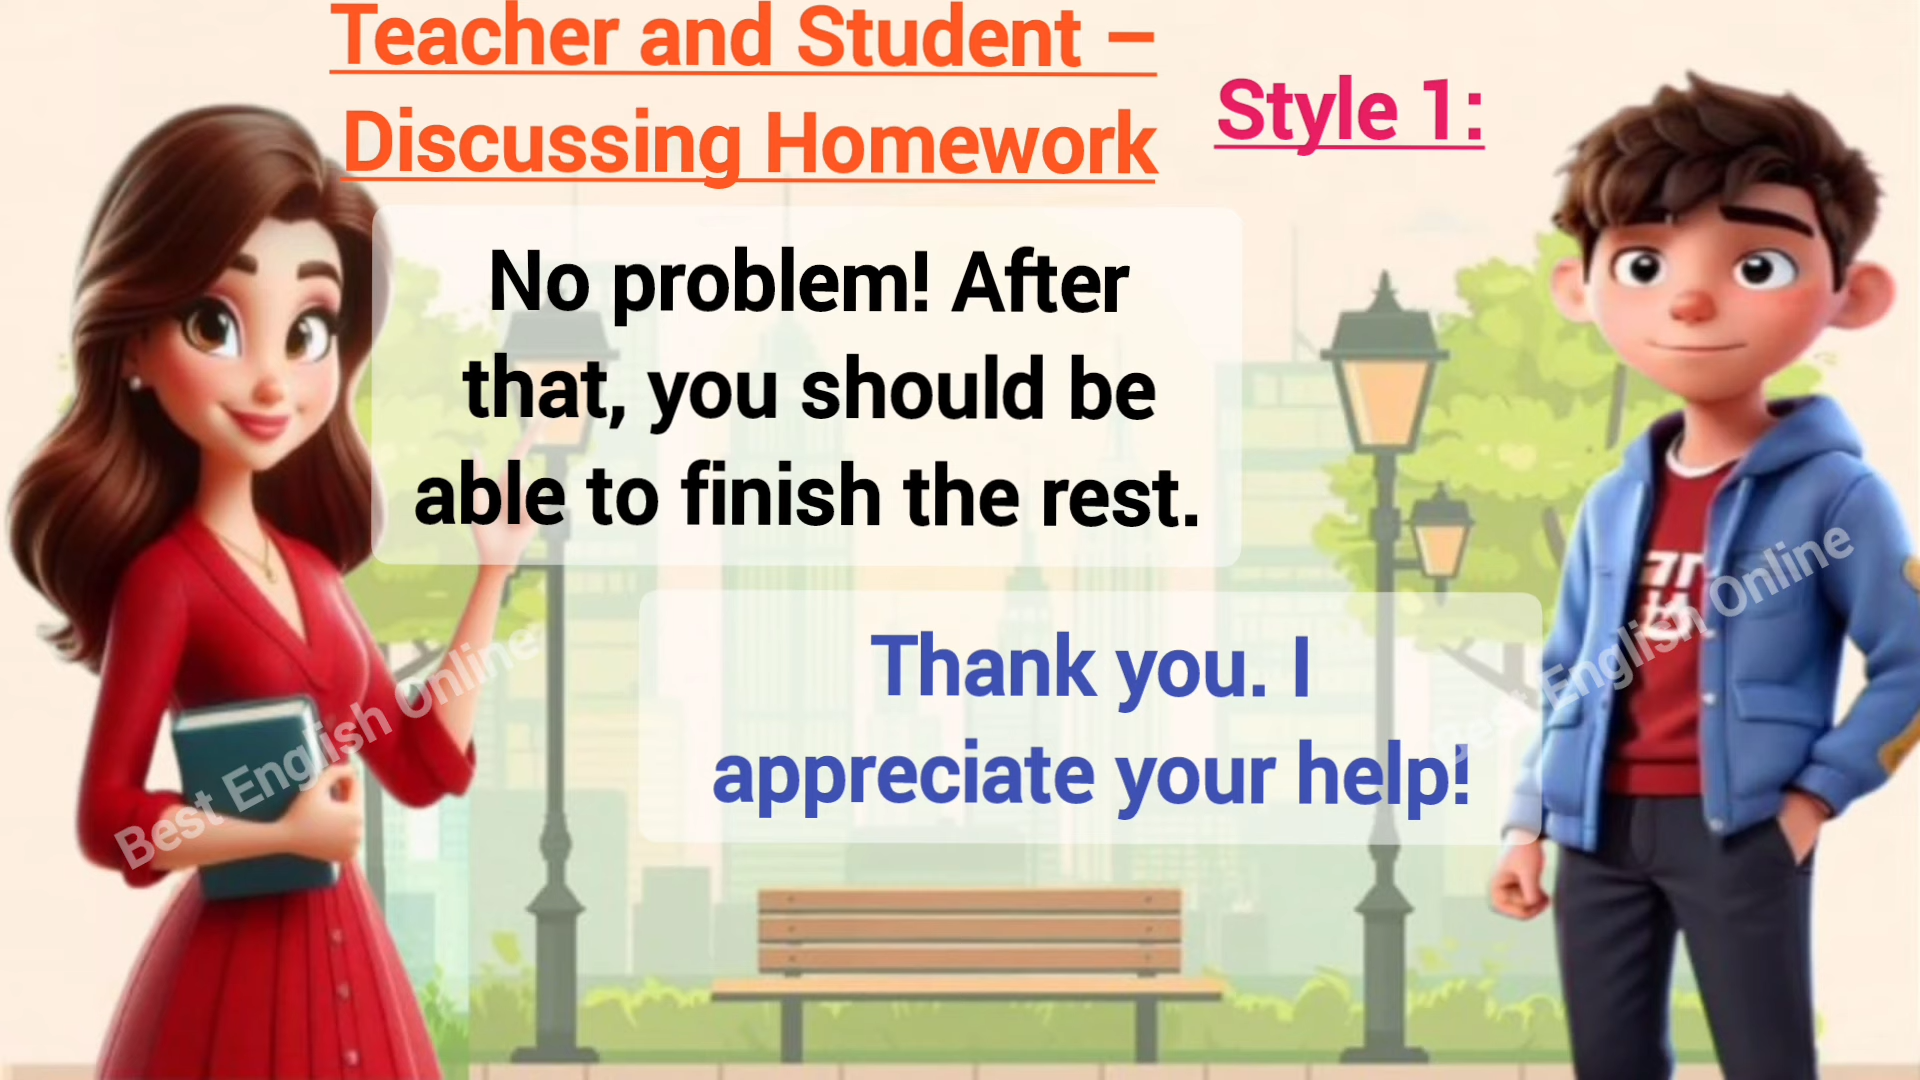 Teacher and Student –
Discussing Homework
Style 1:
No problem! After
that, you should be
able to finish the rest.
Thank you. I
appreciate your help!
Best English Online
Best English Online